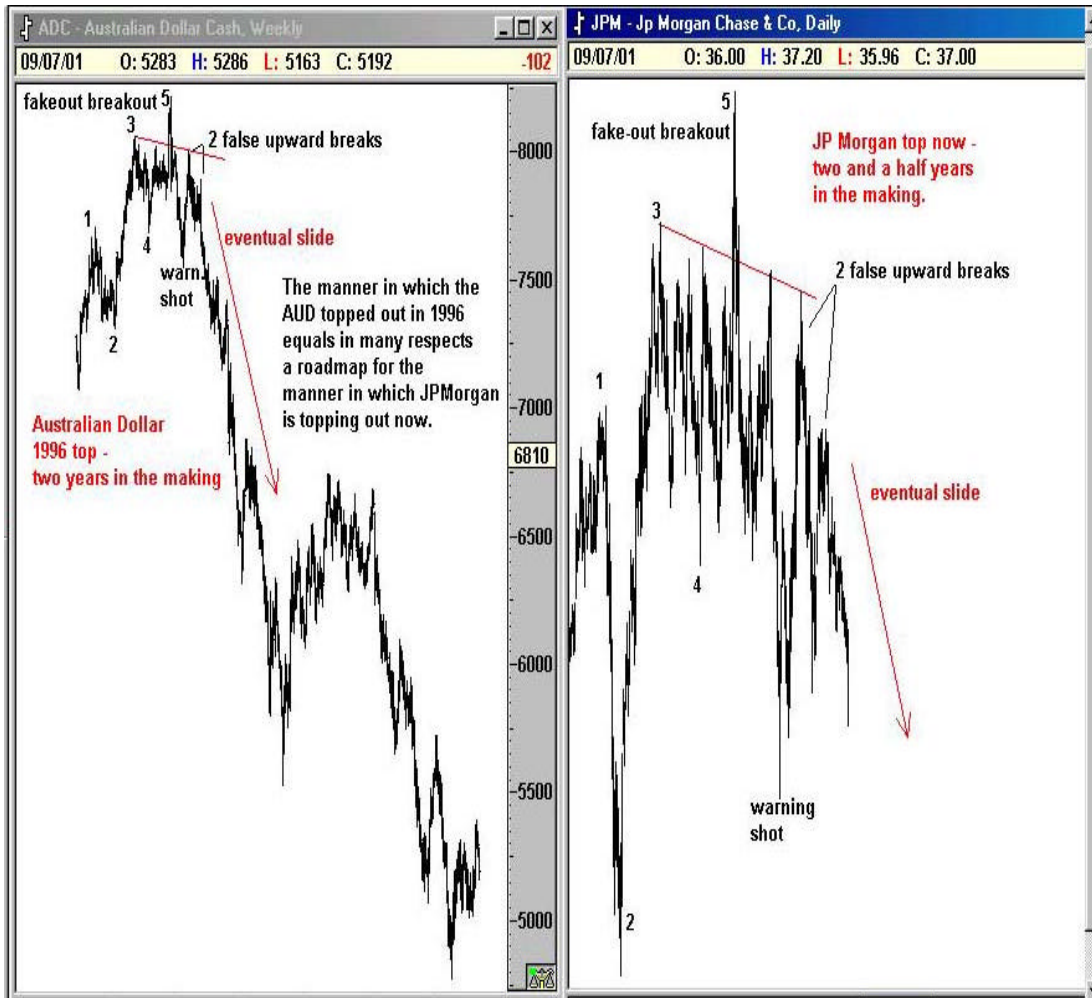 ADC - Australian Dollar Cash, Weekly
09/07/01 O: 5283 H: 5286 L: 5163 C: 5192 -102
fakeout breakout 5
3
2 false upward breaks
8000
1
4
eventual slide
warn.
shot
7500
2
The manner in which the
AUD topped out in 1996
equals in many respects
a roadmap for the
manner in which JPMorgan
is topping out now.
7000
Australian Dollar
1996 top -
two years in the making
6810
6500
6000
5500
5000
JPM - Jp Morgan Chase & Co, Daily
09/07/01 O: 36.00 H: 37.20 L: 35.96 C: 37.00
5
fake-out breakout
JP Morgan top now -
two and a half years
in the making.
3
2 false upward breaks
1
eventual slide
4
warning
shot
2